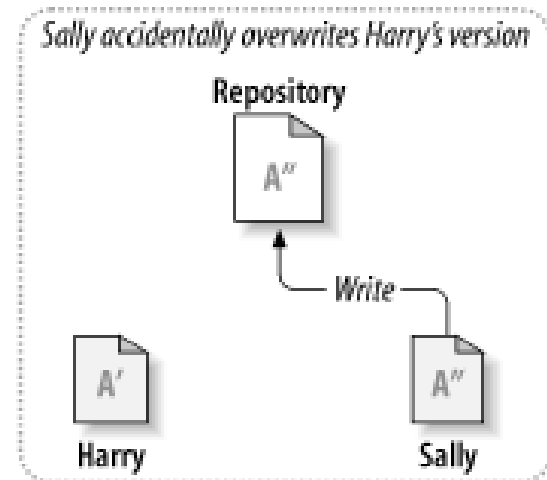 Sally accidentally overwrites Harry's version
Repository
A"
Write
A'
A"
Harry
Sally